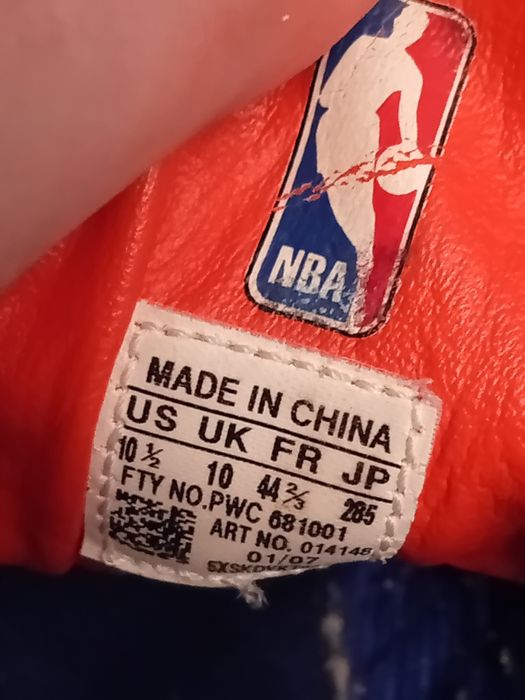 NBA
MADE IN CHINA
US UK FR JP
10 ½ 10 44 ⅔ 285
FTY NO.PWC 681001
ART NO. 014148
01/07